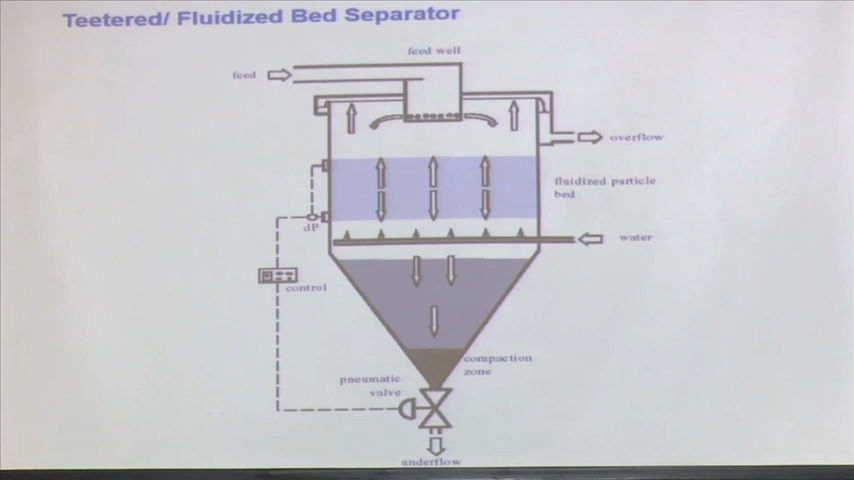 Teetered/ Fluidized Bed Separator
feed well
feed
overflow
fluidized particle
bed
dP
water
control
compaction
zone
pneumatic
valve
underflow